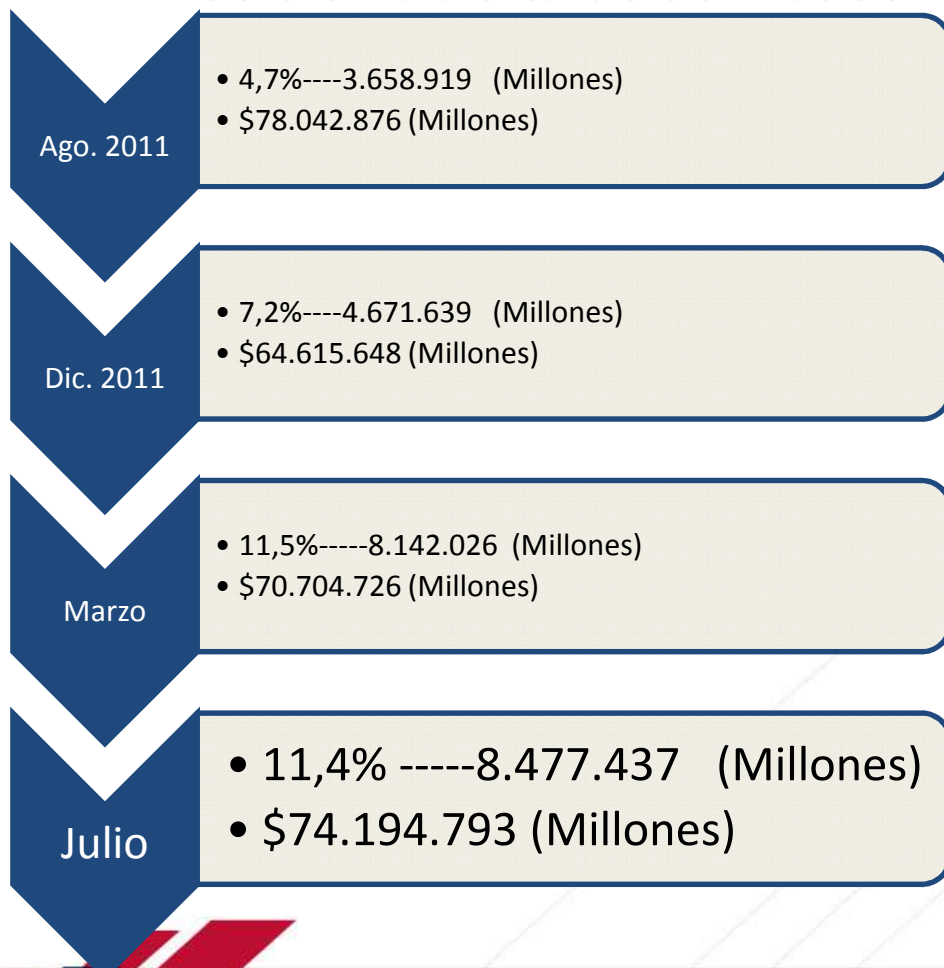 Ago. 2011
• 4,7%----3.658.919 (Millones)
• $78.042.876 (Millones)
Dic. 2011
• 7,2%----4.671.639 (Millones)
• $64.615.648 (Millones)
Marzo
• 11,5%-----8.142.026 (Millones)
• $70.704.726 (Millones)
Julio
• 11,4% -----8.477.437 (Millones)
• $74.194.793 (Millones)